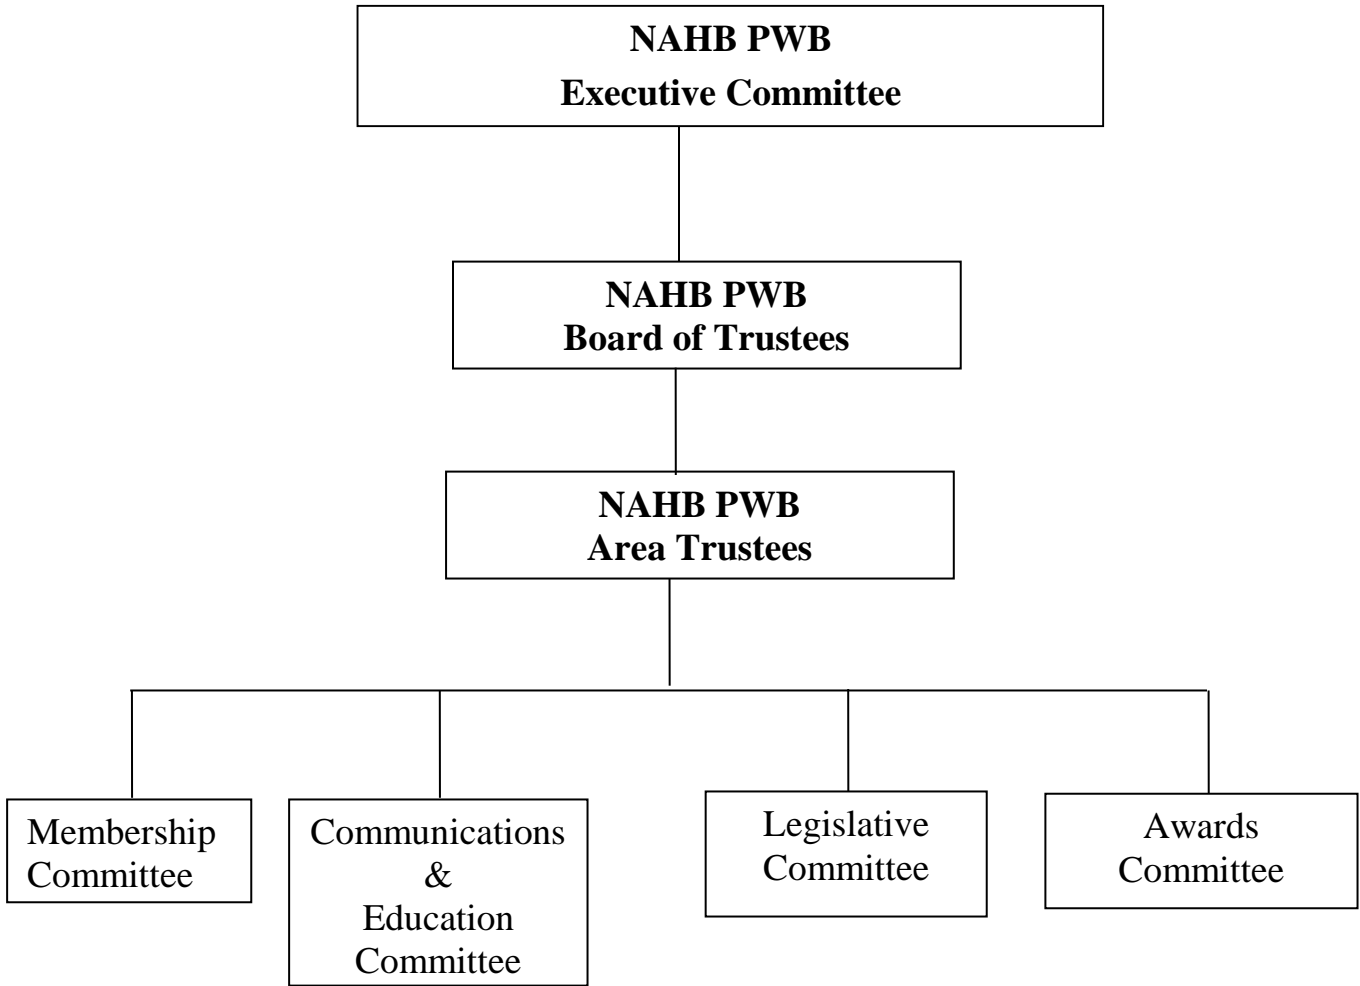 NAHB PWB
Executive Committee
NAHB PWB
Board of Trustees
NAHB PWB
Area Trustees
Membership
Committee
Communications
&
Education
Committee
Legislative
Committee
Awards
Committee